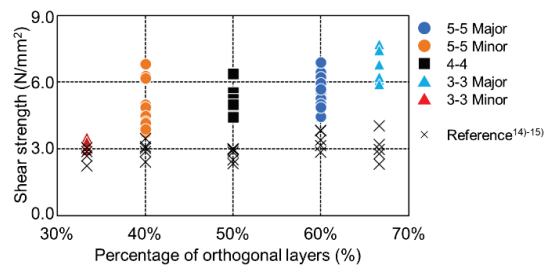 9.0
6.0
3.0
0.0
Shear strength (N/mm²)
30% 40% 50% 60% 70%
Percentage of orthogonal layers (%)
5-5 Major
5-5 Minor
4-4
3-3 Major
3-3 Minor
Reference¹⁴⁾⁻¹⁵⁾